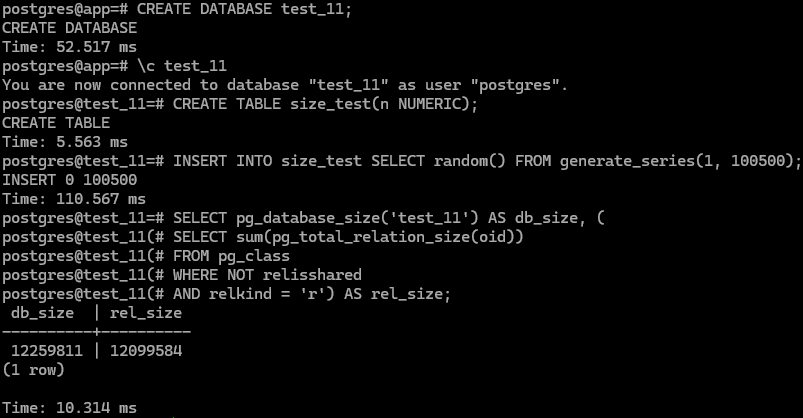 postgres@app=# CREATE DATABASE test_11;
CREATE DATABASE
Time: 52.517 ms
postgres@app=# \c test_11
You are now connected to database "test_11" as user "postgres".
postgres@test_11=# CREATE TABLE size_test(n NUMERIC);
CREATE TABLE
Time: 5.563 ms
postgres@test_11=# INSERT INTO size_test SELECT random() FROM generate_series(1, 100500);
INSERT 0 100500
Time: 110.567 ms
postgres@test_11=# SELECT pg_database_size('test_11') AS db_size, (
postgres@test_11(# SELECT sum(pg_total_relation_size(oid))
postgres@test_11(# FROM pg_class
postgres@test_11(# WHERE NOT relisshared
postgres@test_11(# AND relkind = 'r') AS rel_size;
 db_size  | rel_size
----------+----------
 12259811 | 12099584
(1 row)
Time: 10.314 ms